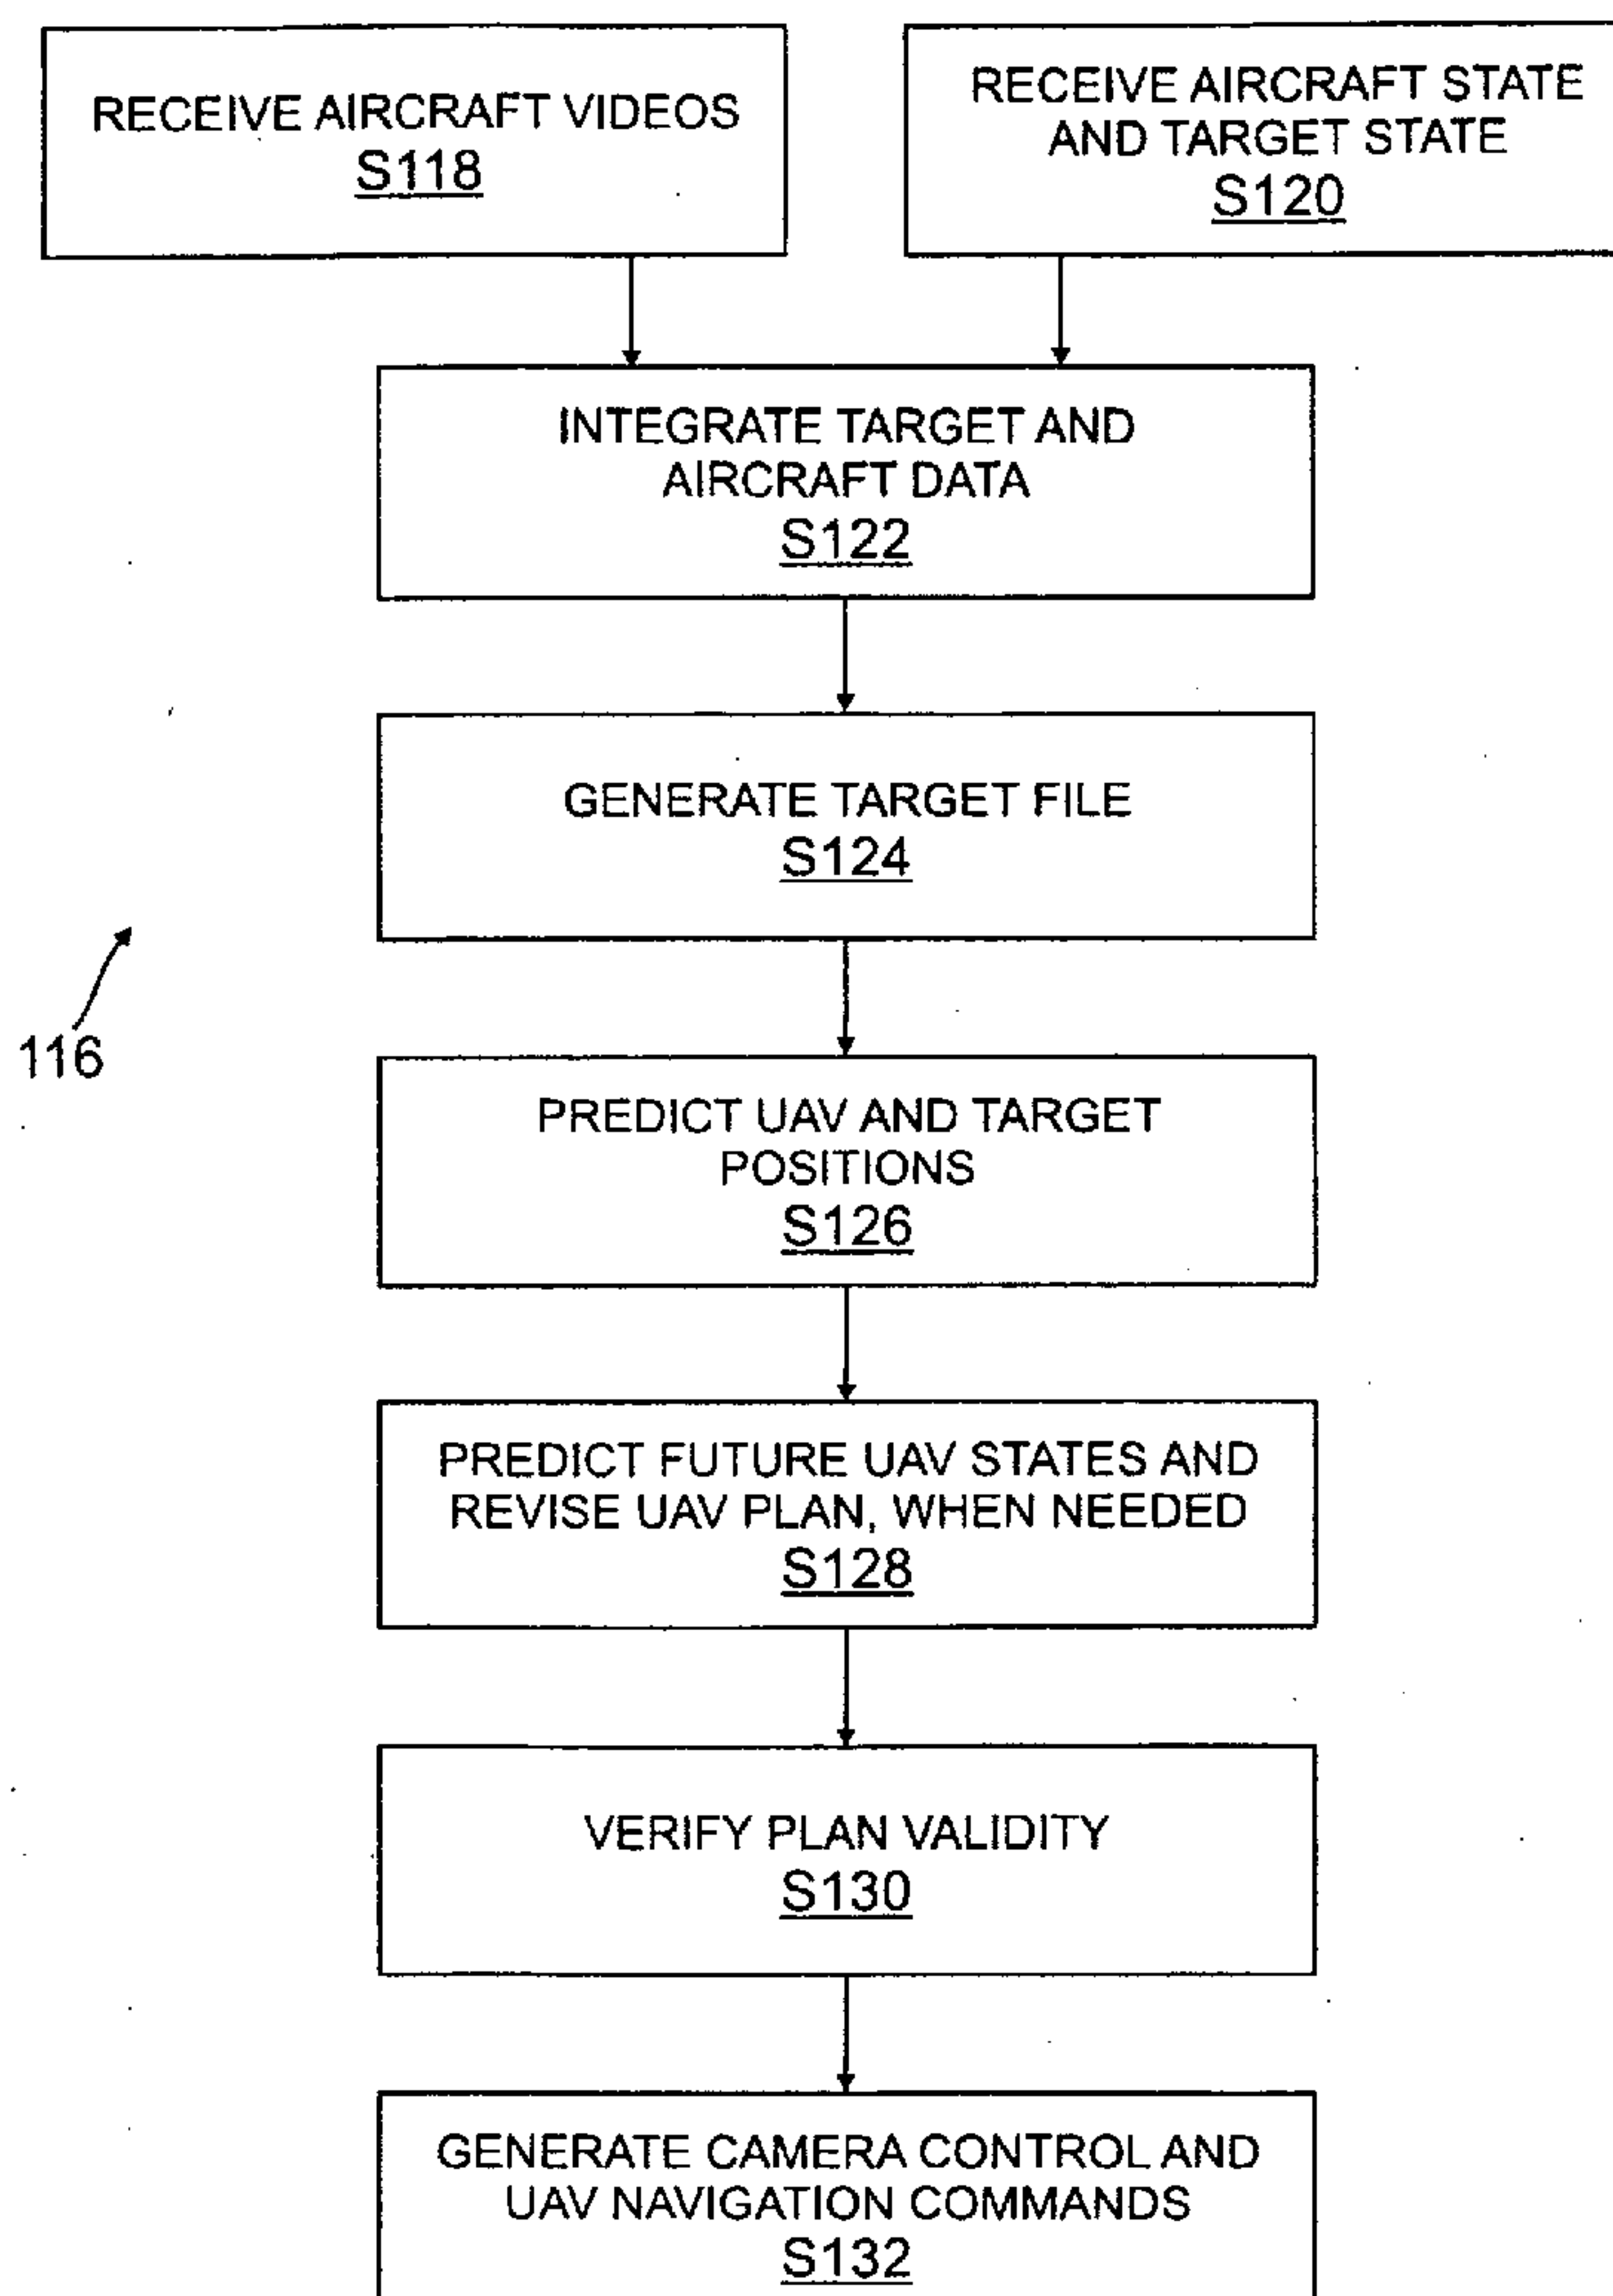 RECEIVE AIRCRAFT VIDEOS
S118
RECEIVE AIRCRAFT STATE
AND TARGET STATE
S120
INTEGRATE TARGET AND
AIRCRAFT DATA
S122
GENERATE TARGET FILE
S124
116
PREDICT UAV AND TARGET
POSITIONS
S126
PREDICT FUTURE UAV STATES AND
REVISE UAV PLAN, WHEN NEEDED
S128
VERIFY PLAN VALIDITY
S130
GENERATE CAMERA CONTROL AND
UAV NAVIGATION COMMANDS
S132